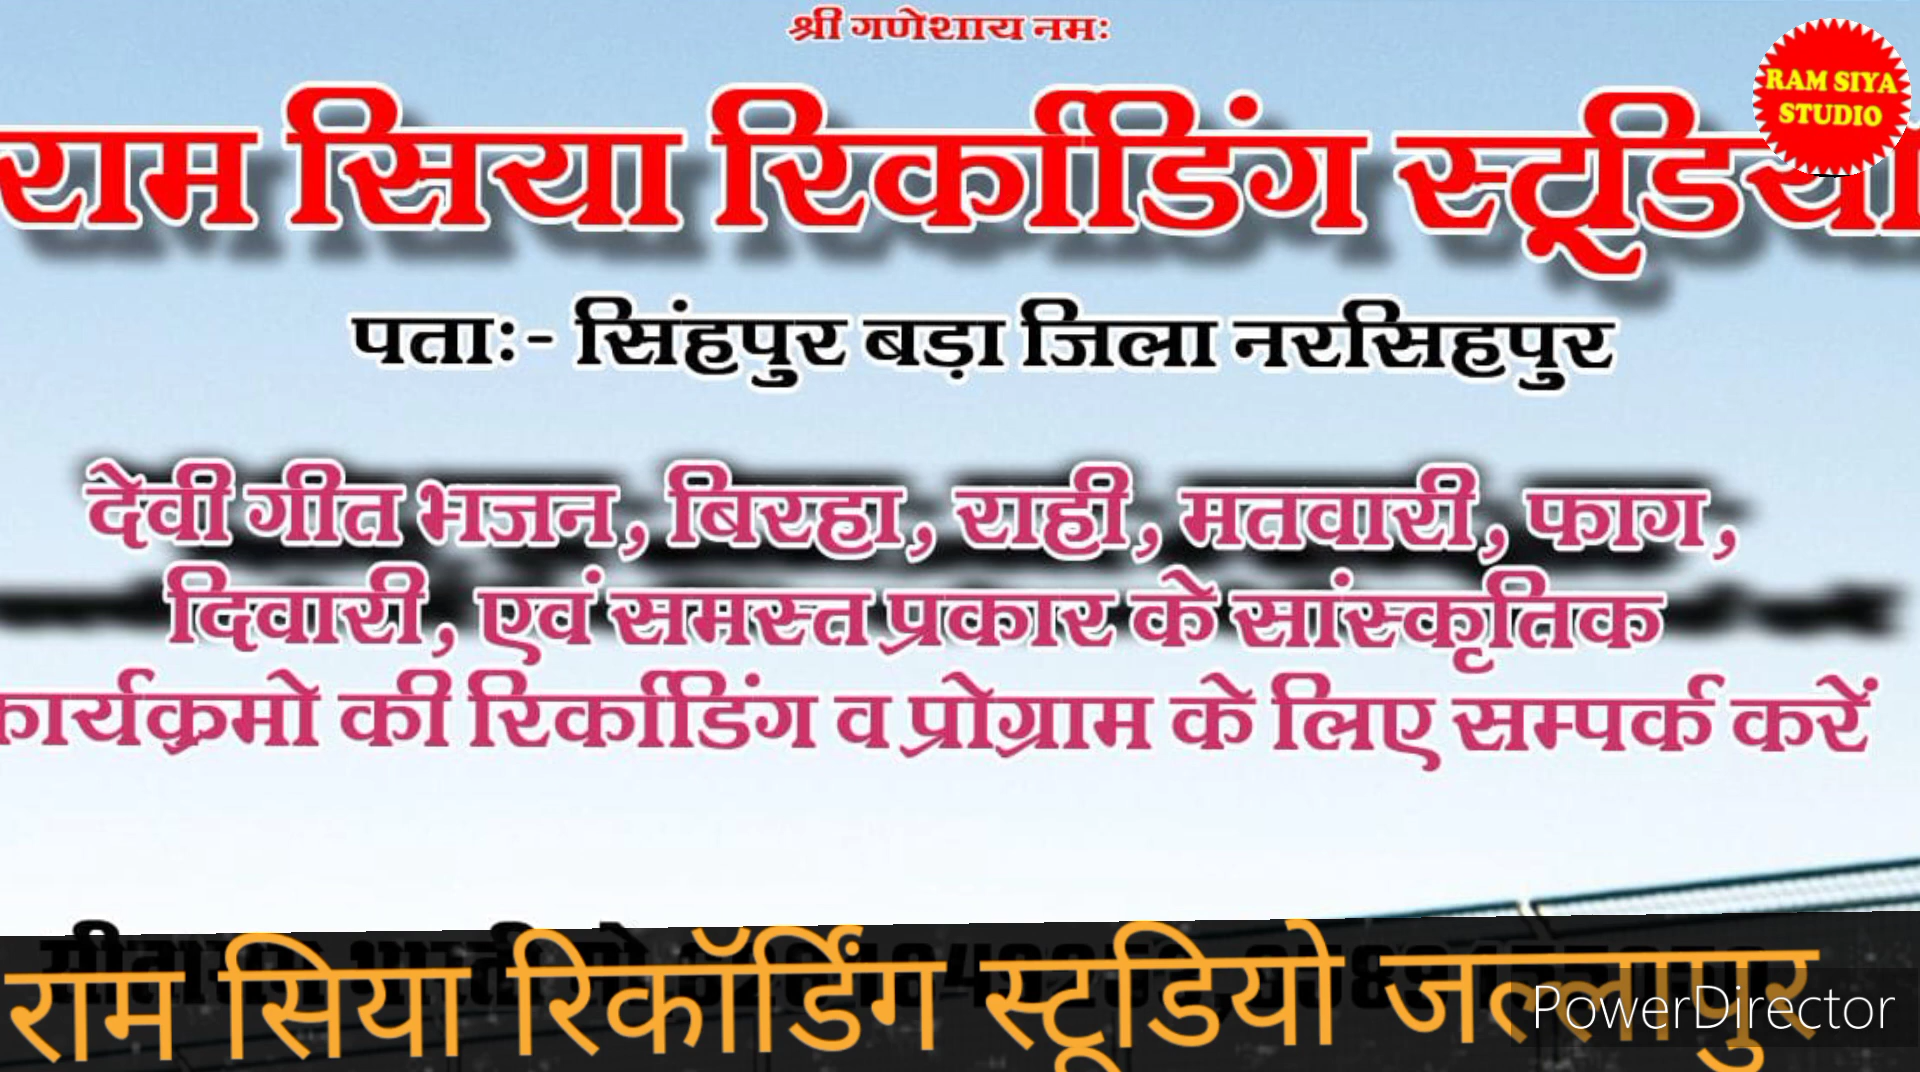 श्री गणेशाय नमः
RAM SIYA
STUDIO
राम सिया रिर्काडिंग स्टूडियो
पताः- सिंहपुर बड़ा जिला नरसिहपुर
देवी गीत भजन, बिरहा, राही, मतवारी, फाग,
दिवारी, एवं समस्त प्रकार के सांस्कृतिक
कार्यक्रमो की रिर्काडिंग व प्रोग्राम के लिए सम्पर्क करें
राम सिया रिकॉर्डिंग स्टूडियो जल्लापुर
PowerDirector